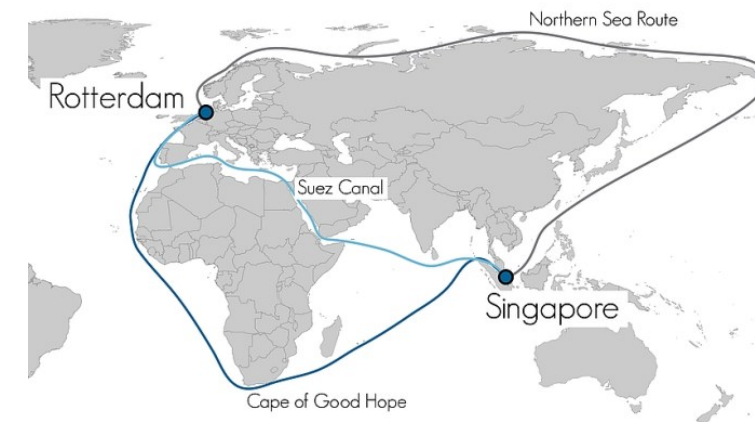 Northern Sea Route
Rotterdam
Suez Canal
Singapore
Cape of Good Hope